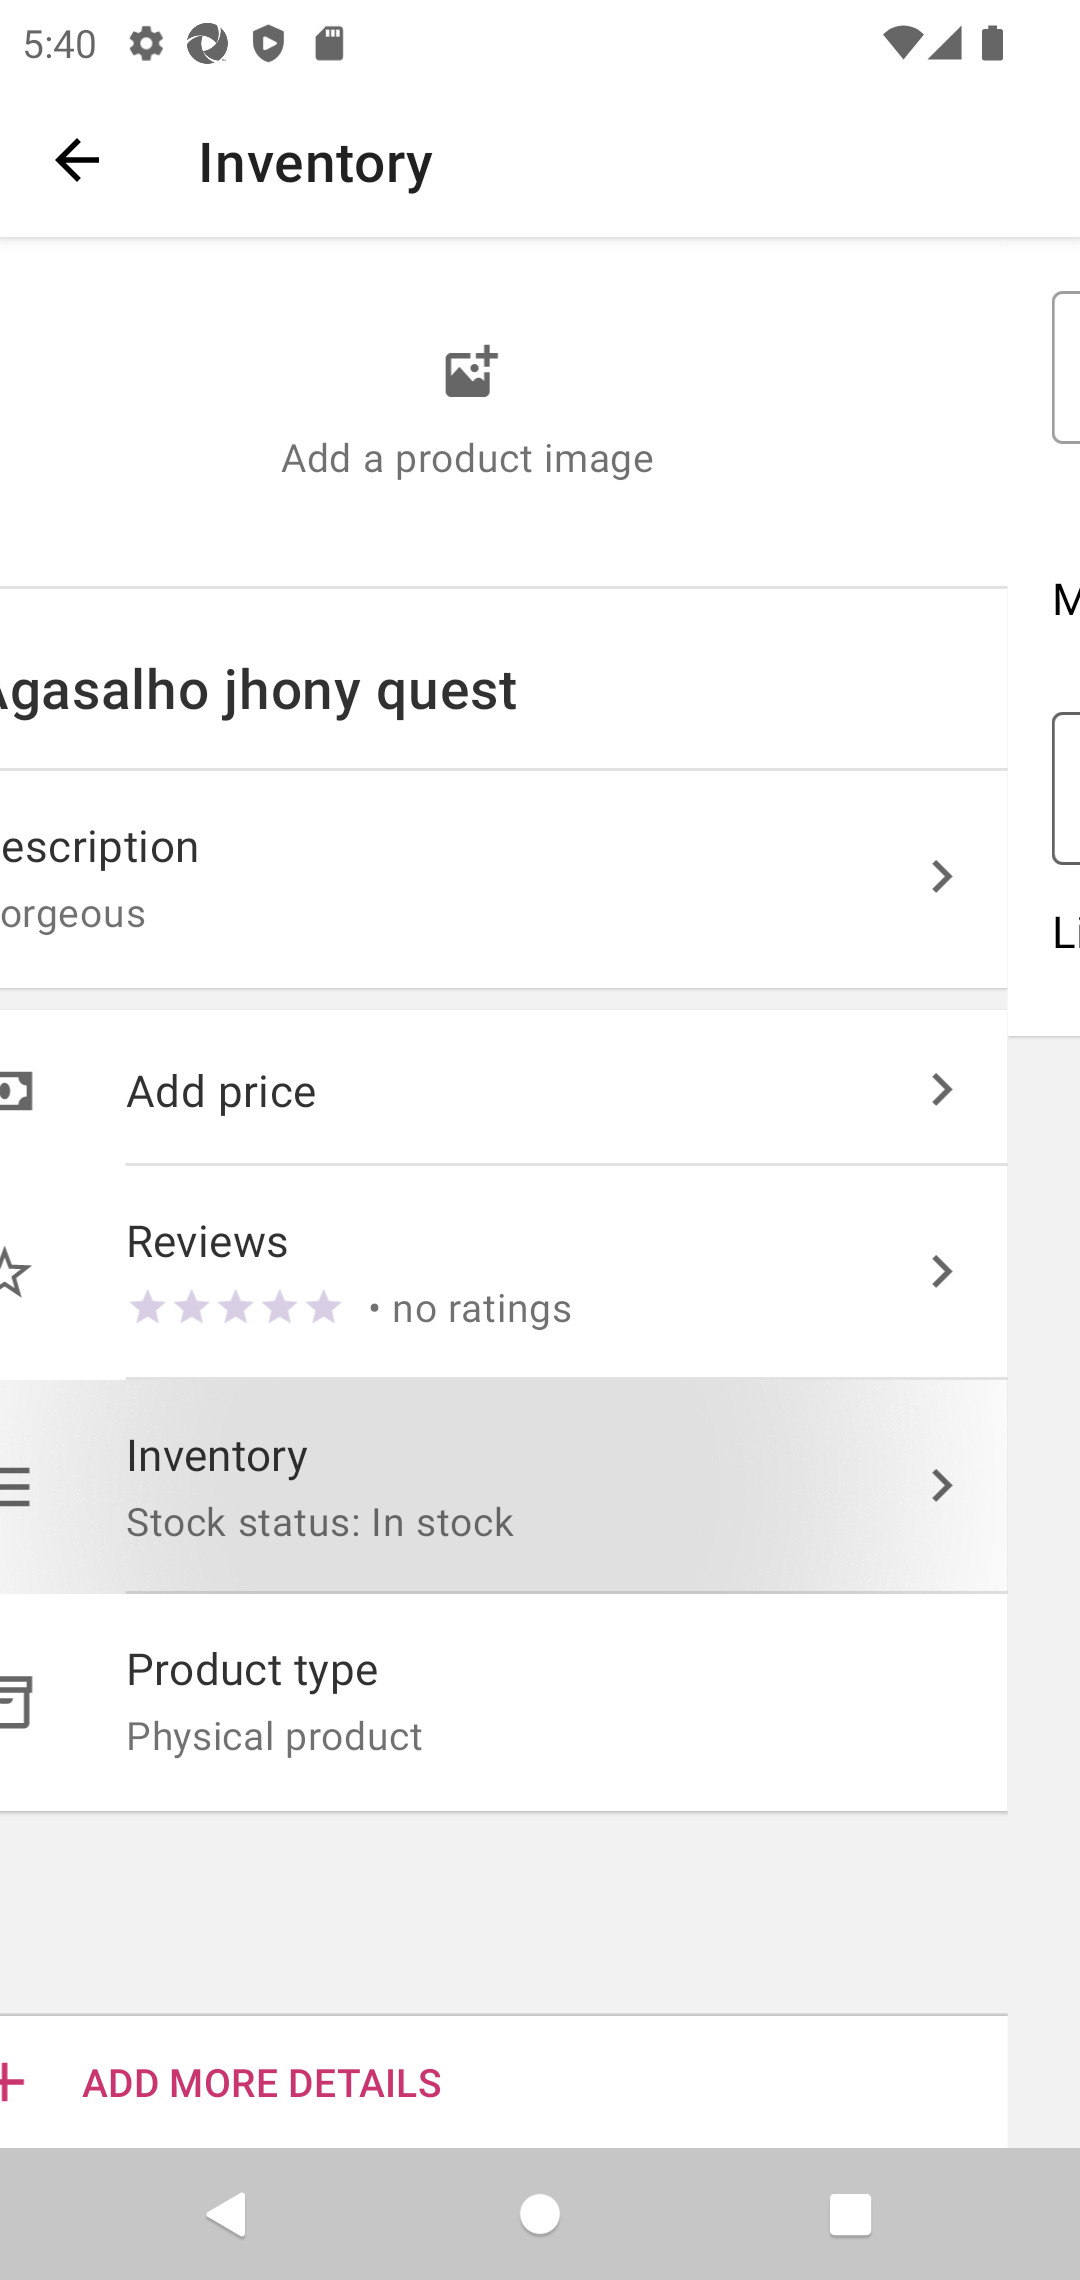 5:40
Inventory
Add a product image
Agasalho jhony quest
escription
orgeous
Add price
Reviews
• no ratings
Inventory
Stock status: In stock
Product type
Physical product
ADD MORE DETAILS
M
Li